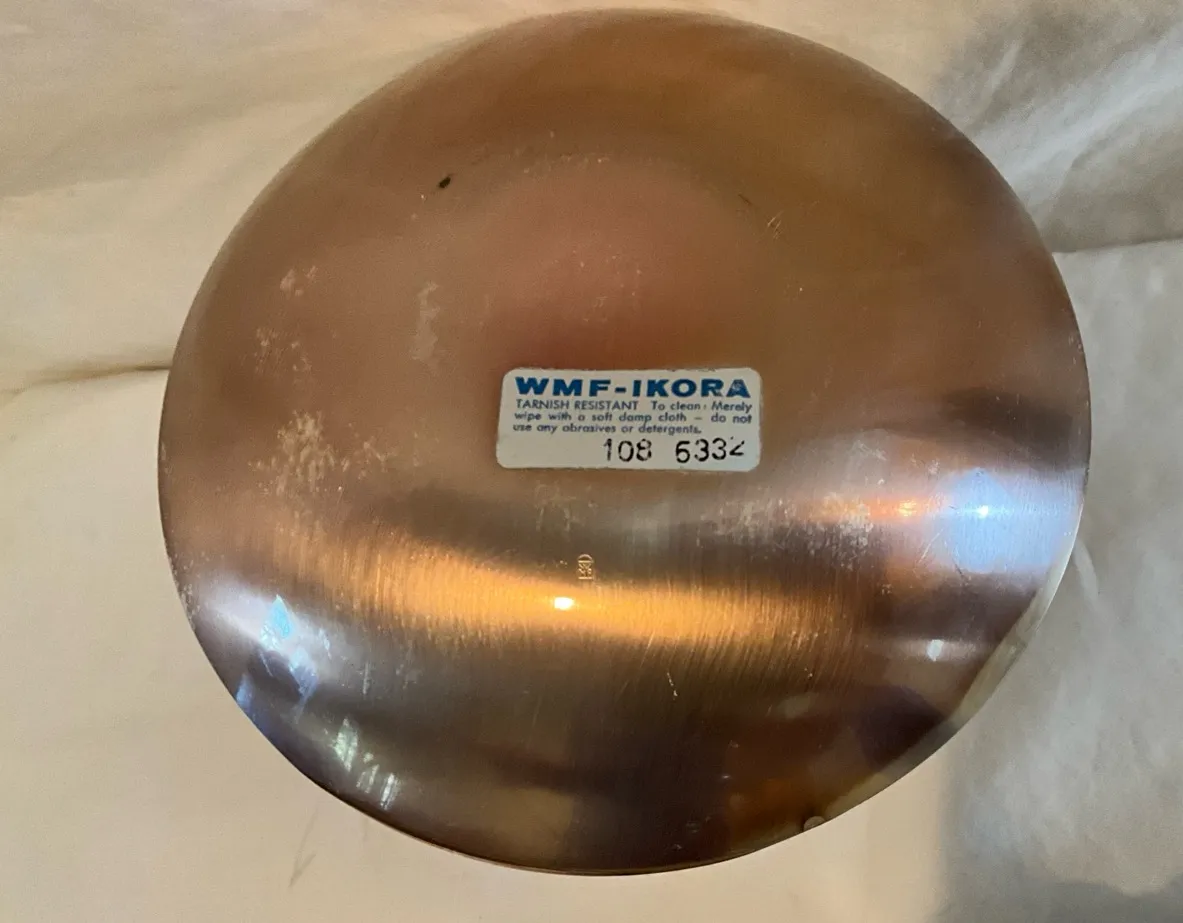 WMF-IKORA
TARNISH RESISTANT To clean: Merely
wipe with a soft damp cloth – do not
use any abrasives or detergents.
108 6332